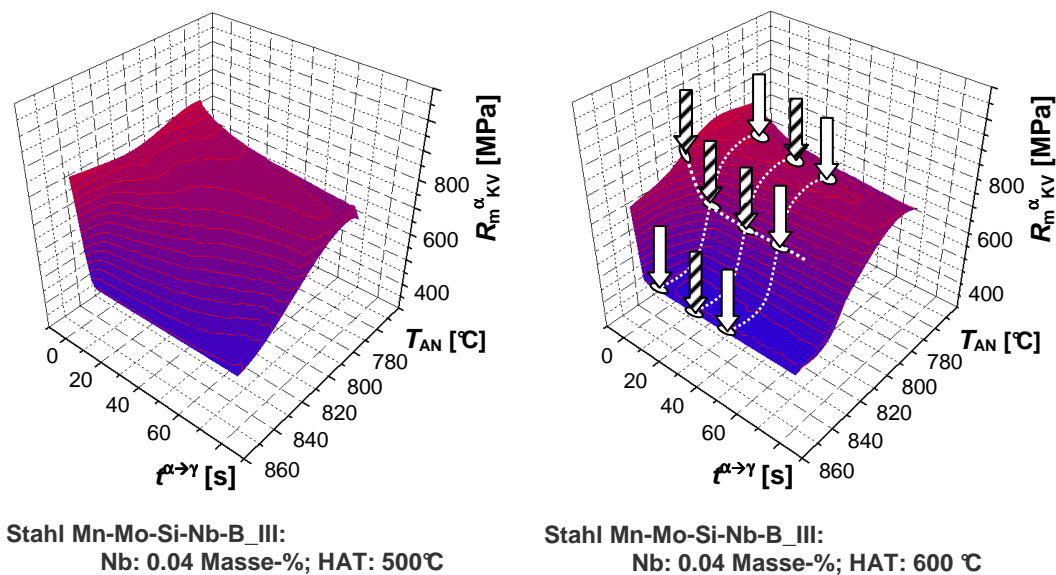 R_m^α_KV [MPa]
800
600
400
T_AN [°C]
780
800
820
840
860
0
20
40
60
t^α→γ [s]
Stahl Mn-Mo-Si-Nb-B_III:
Nb: 0.04 Masse-%; HAT: 500°C
R_m^α_KV [MPa]
800
600
400
T_AN [°C]
780
800
820
840
860
0
20
40
60
t^α→γ [s]
Stahl Mn-Mo-Si-Nb-B_III:
Nb: 0.04 Masse-%; HAT: 600 °C